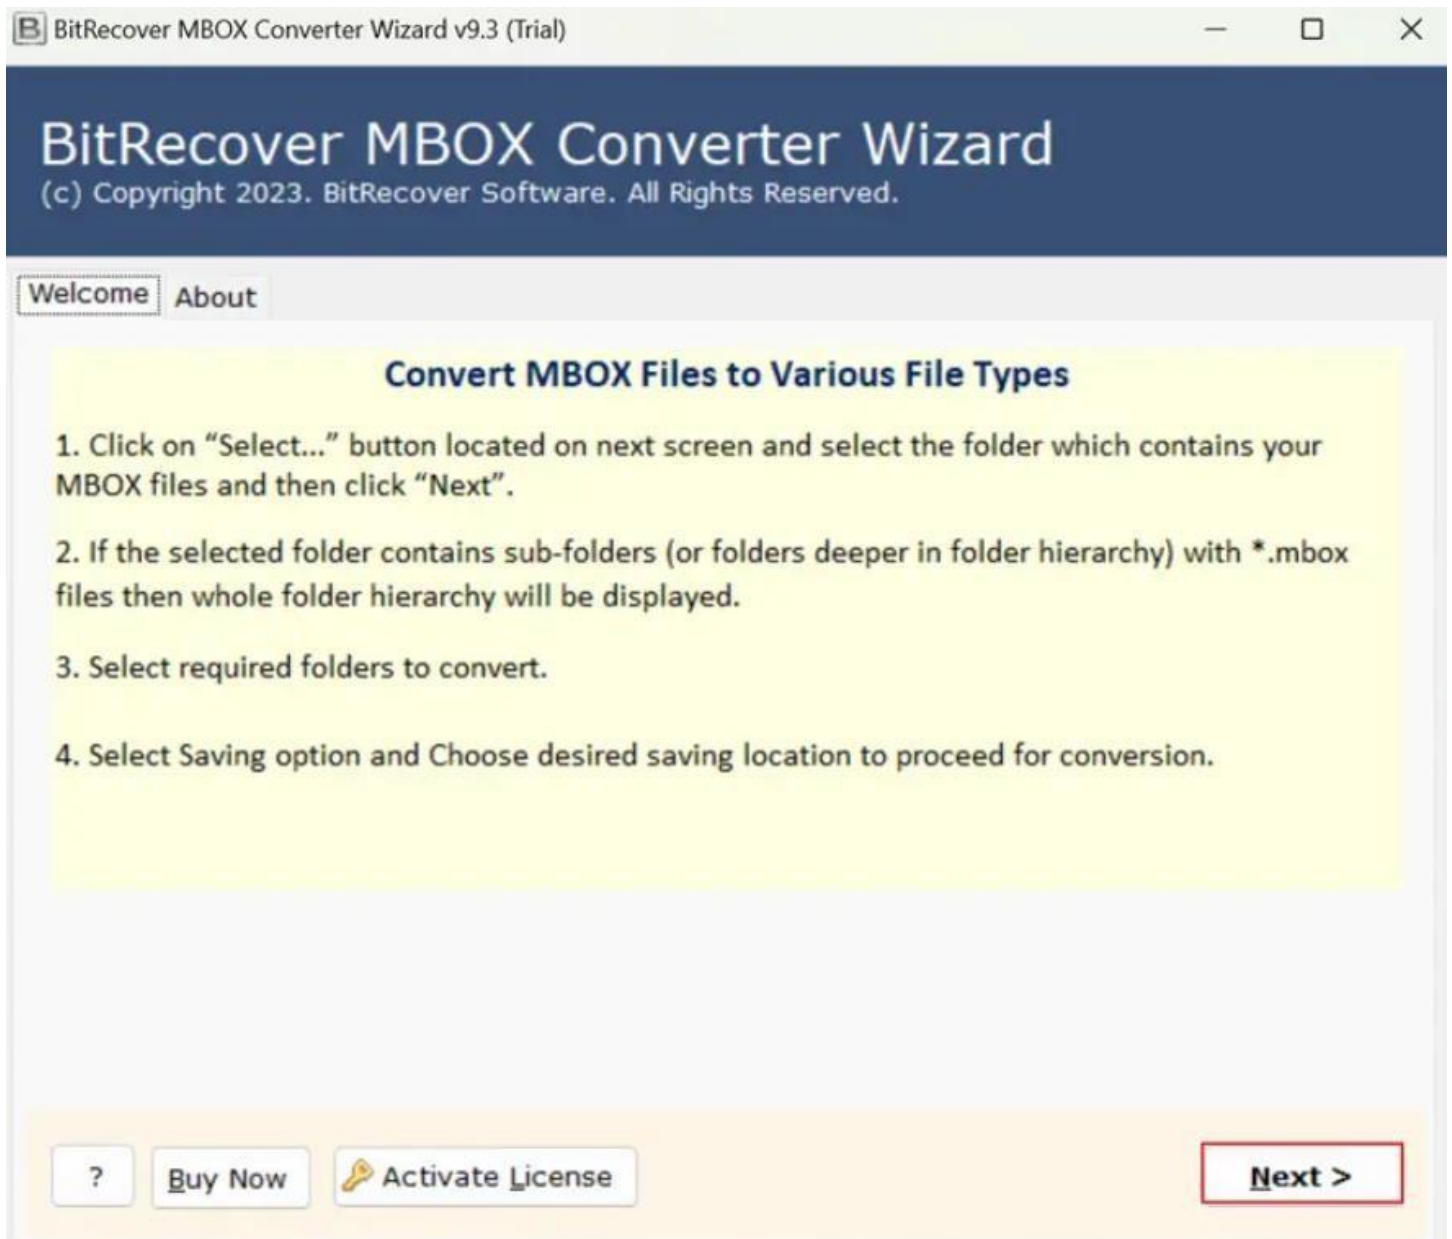 BitRecover MBOX Converter Wizard v9.3 (Trial)
BitRecover MBOX Converter Wizard
(c) Copyright 2023. BitRecover Software. All Rights Reserved.
Welcome About
Convert MBOX Files to Various File Types
1. Click on “Select...” button located on next screen and select the folder which contains your
MBOX files and then click “Next”.
2. If the selected folder contains sub-folders (or folders deeper in folder hierarchy) with *.mbox
files then whole folder hierarchy will be displayed.
3. Select required folders to convert.
4. Select Saving option and Choose desired saving location to proceed for conversion.
? Buy Now Activate License Next >